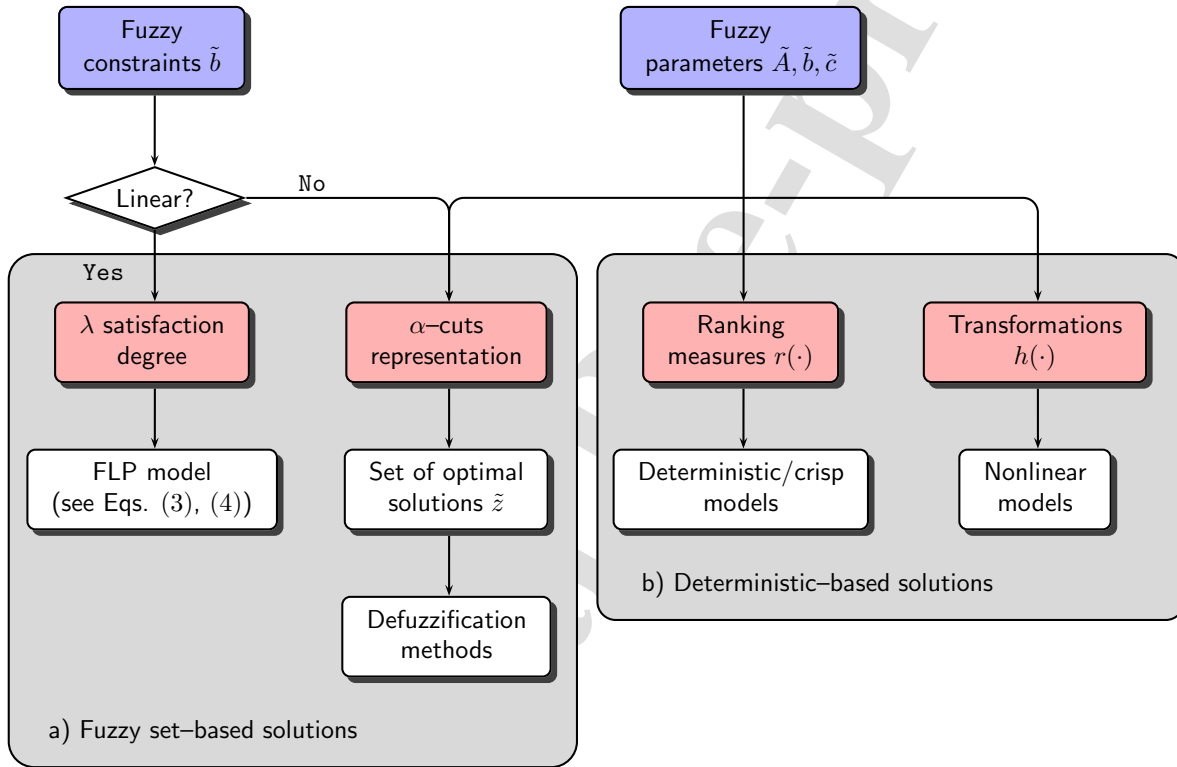 Fuzzy
constraints b̃
Fuzzy
parameters Ã, b̃, c̃
Linear?
No
Yes
λ satisfaction
degree
α–cuts
representation
Ranking
measures r(·)
Transformations
h(·)
FLP model
(see Eqs. (3), (4))
Set of optimal
solutions z̃
Deterministic/crisp
models
Nonlinear
models
Defuzzification
methods
b) Deterministic–based solutions
a) Fuzzy set–based solutions